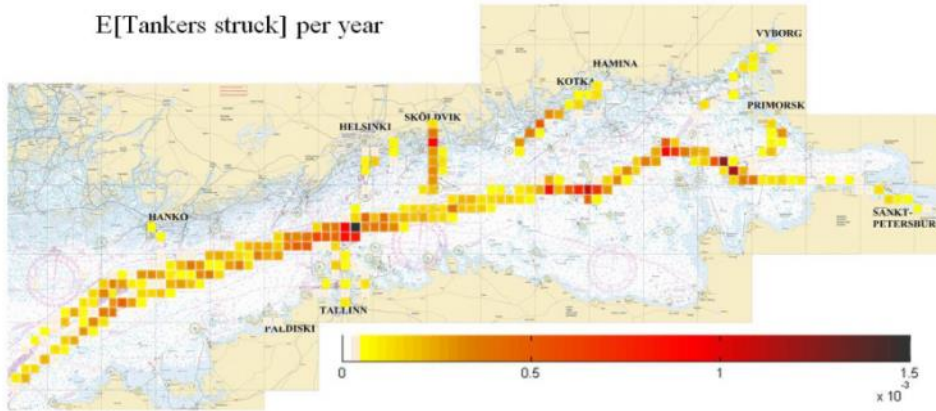 E[Tankers struck] per year
VYBORG
HAMINA
KOTKA
PRIMORSK
SKÖLDVIK
HELSINKI
HANKO
SANKT-
PETERSBUR
TALLINN
PALDISKI
0 0.5 1 1.5
x 10⁻³